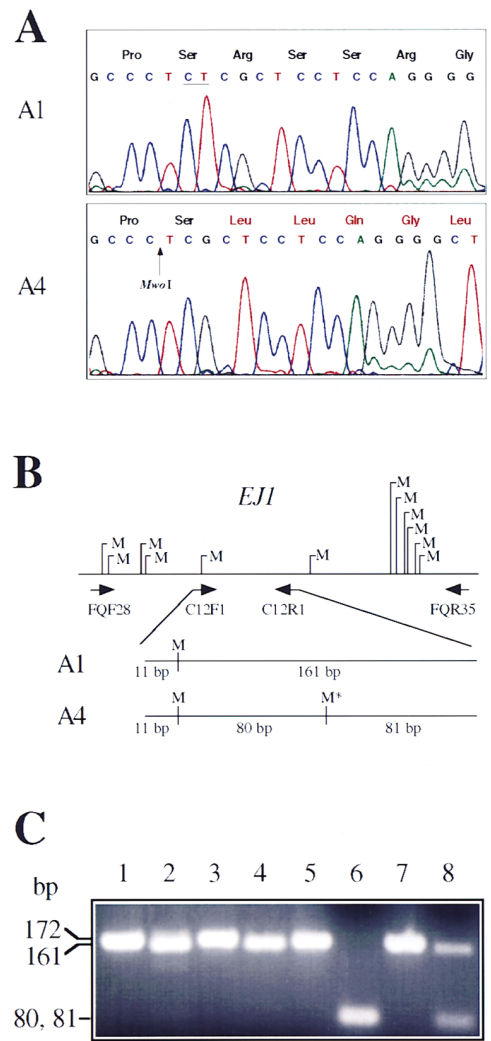 A
Pro Ser Arg Ser Ser Arg Gly
G C C C T C T C G C T C C T C C A G G G G
A1
Pro Ser Leu Leu Gln Gly Leu
G C C C T C G C T C C T C C A G G G G C T
MwoI
A4
B
EJ1
M
M
M
M
M
M
M
M
M
M
M
M
FQF28 C12F1 C12R1 FQR35
M
A1
11 bp 161 bp
M M*
A4
11 bp 80 bp 81 bp
C
bp 1 2 3 4 5 6 7 8
172
161
80, 81